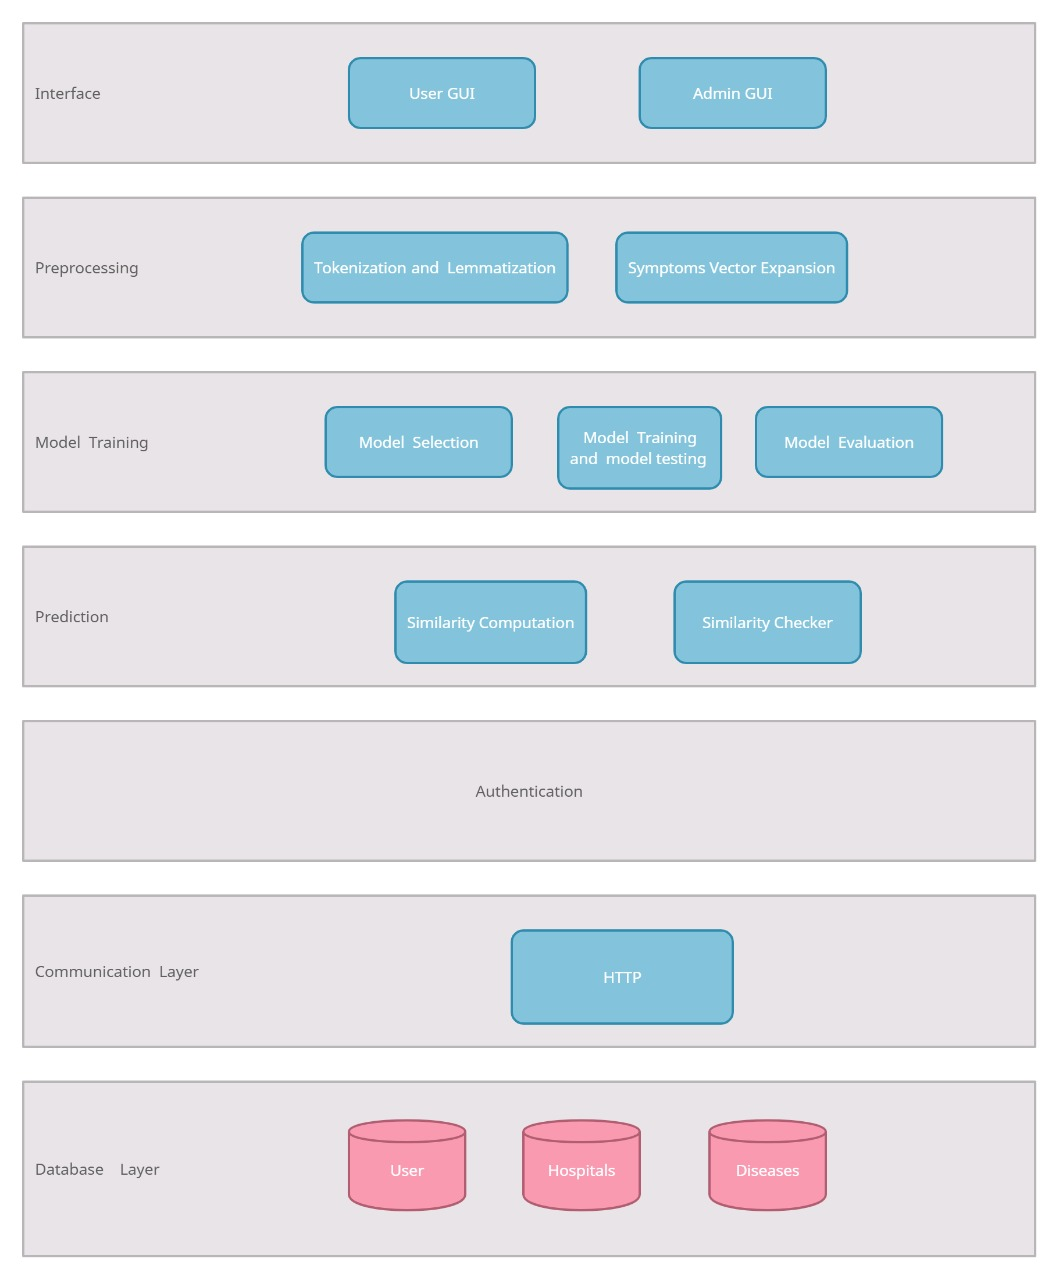 Interface
User GUI
Admin GUI
Preprocessing
Tokenization and  Lemmatization
Symptoms Vector Expansion
Model  Training
Model  Selection
Model  Training
and  model testing
Model  Evaluation
Prediction
Similarity Computation
Similarity Checker
Authentication
Communication  Layer
HTTP
Database    Layer
User
Hospitals
Diseases